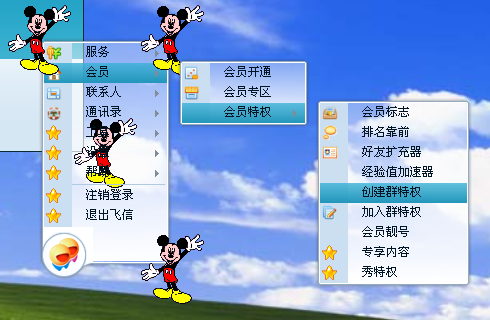 服务
会员
联系人
通讯录
注销登录
退出飞信
会员开通
会员专区
会员特权
会员标志
排名靠前
好友扩充器
经验值加速器
创建群特权
加入群特权
会员靓号
专享内容
秀特权